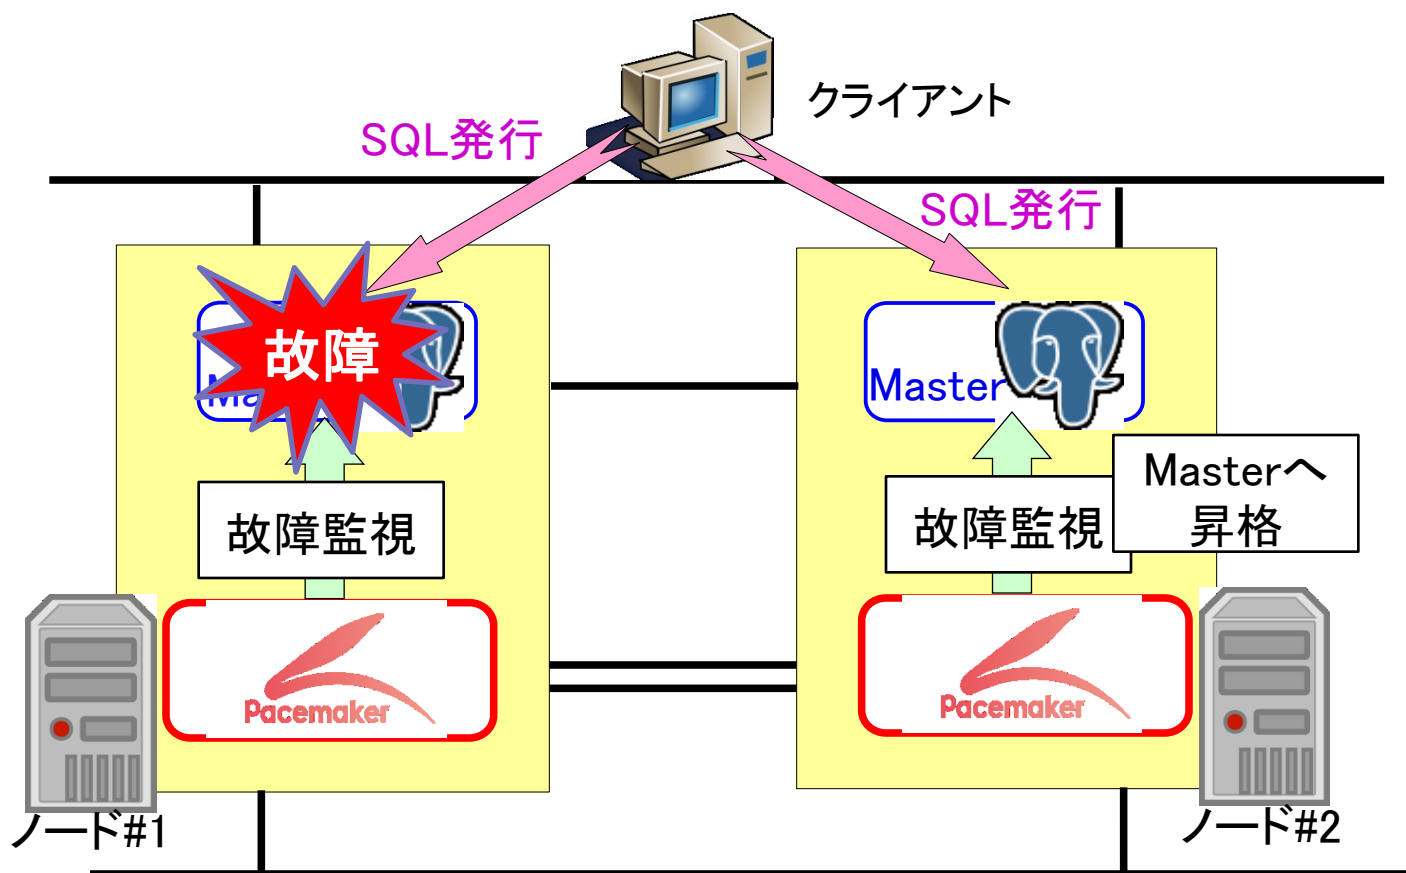 クライアント
SQL発行
SQL発行
故障
Ma
Master
故障監視
故障監視
Masterへ
昇格
Pacemaker
Pacemaker
ノード#1
ノード#2